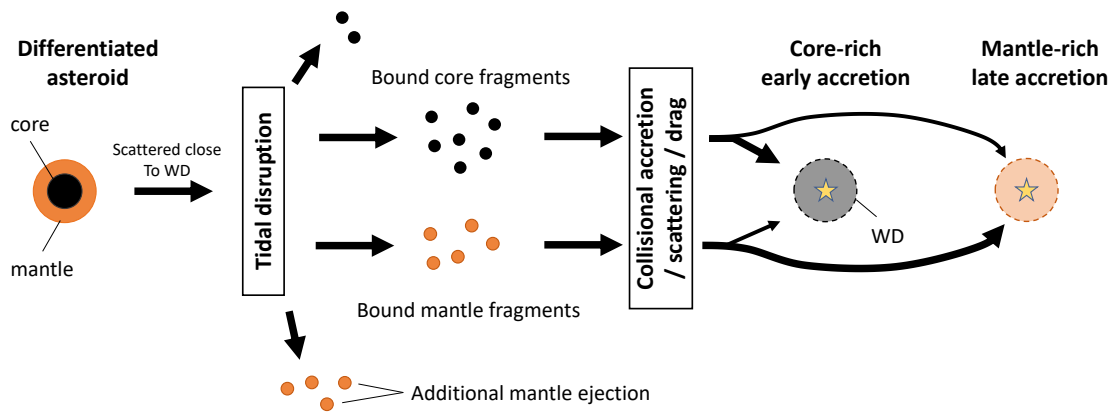 Differentiated
asteroid
core
mantle
Scattered close
To WD
Tidal disruption
Bound core fragments
Bound mantle fragments
Additional mantle ejection
Collisional accretion
/ scattering / drag
Core-rich
early accretion
WD
Mantle-rich
late accretion